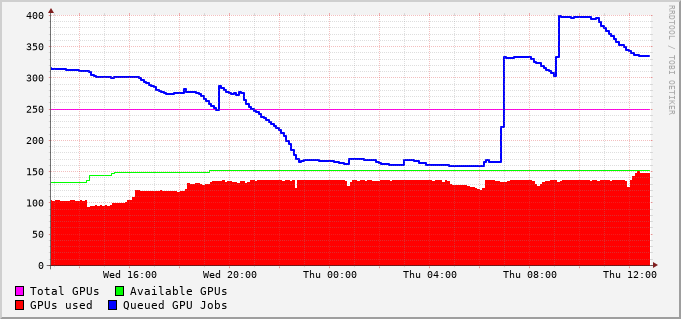 400
350
300
250
200
150
100
50
0
Wed 16:00 Wed 20:00 Thu 00:00 Thu 04:00 Thu 08:00 Thu 12:00
Total GPUs Available GPUs
GPUs used Queued GPU Jobs
RRDTOOL / TOBI OETIKER